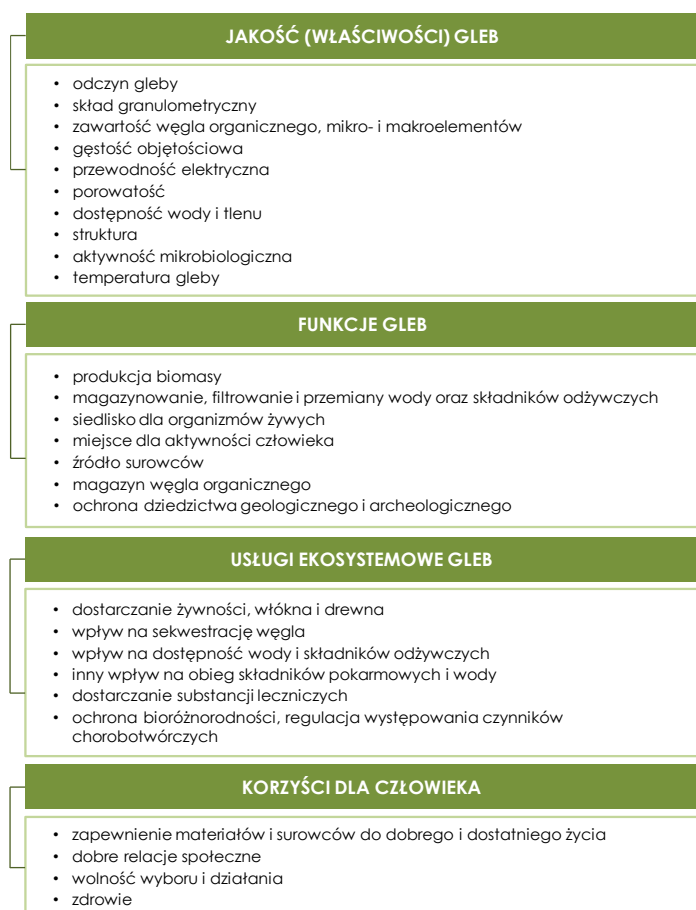 JAKOŚĆ (WŁAŚCIWOŚCI) GLEB
• odczyn gleby
• skład granulometryczny
• zawartość węgla organicznego, mikro- i makroelementów
• gęstość objętościowa
• przewodność elektryczna
• porowatość
• dostępność wody i tlenu
• struktura
• aktywność mikrobiologiczna
• temperatura gleby
FUNKCJE GLEB
• produkcja biomasy
• magazynowanie, filtrowanie i przemiany wody oraz składników odżywczych
• siedlisko dla organizmów żywych
• miejsce dla aktywności człowieka
• źródło surowców
• magazyn węgla organicznego
• ochrona dziedzictwa geologicznego i archeologicznego
USŁUGI EKOSYSTEMOWE GLEB
• dostarczanie żywności, włókna i drewna
• wpływ na sekwestrację węgla
• wpływ na dostępność wody i składników odżywczych
• inny wpływ na obieg składników pokarmowych i wody
• dostarczanie substancji leczniczych
• ochrona bioróżnorodności, regulacja występowania czynników
chorobotwórczych
KORZYŚCI DLA CZŁOWIEKA
• zapewnienie materiałów i surowców do dobrego i dostatniego życia
• dobre relacje społeczne
• wolność wyboru i działania
• zdrowie